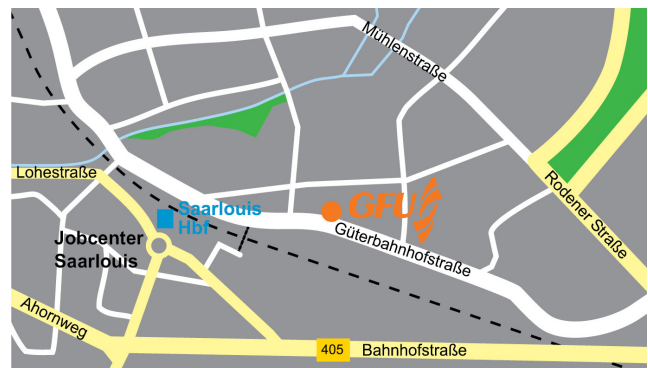 Mühlenstraße
Lohestraße
Rodener Straße
Saarlouis
Hbf
GFU
Jobcenter
Saarlouis
Güterbahnhofstraße
Ahornweg
405
Bahnhofstraße